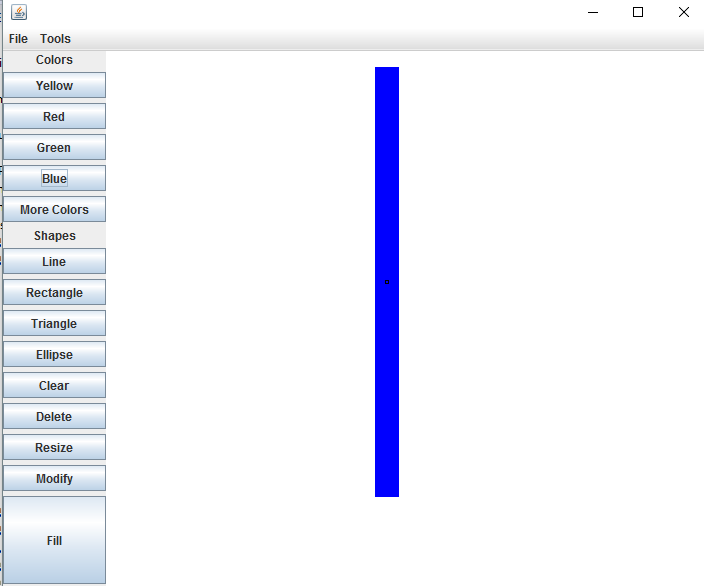 File Tools
Colors
Yellow
Red
Green
Blue
More Colors
Shapes
Line
Rectangle
Triangle
Ellipse
Clear
Delete
Resize
Modify
Fill